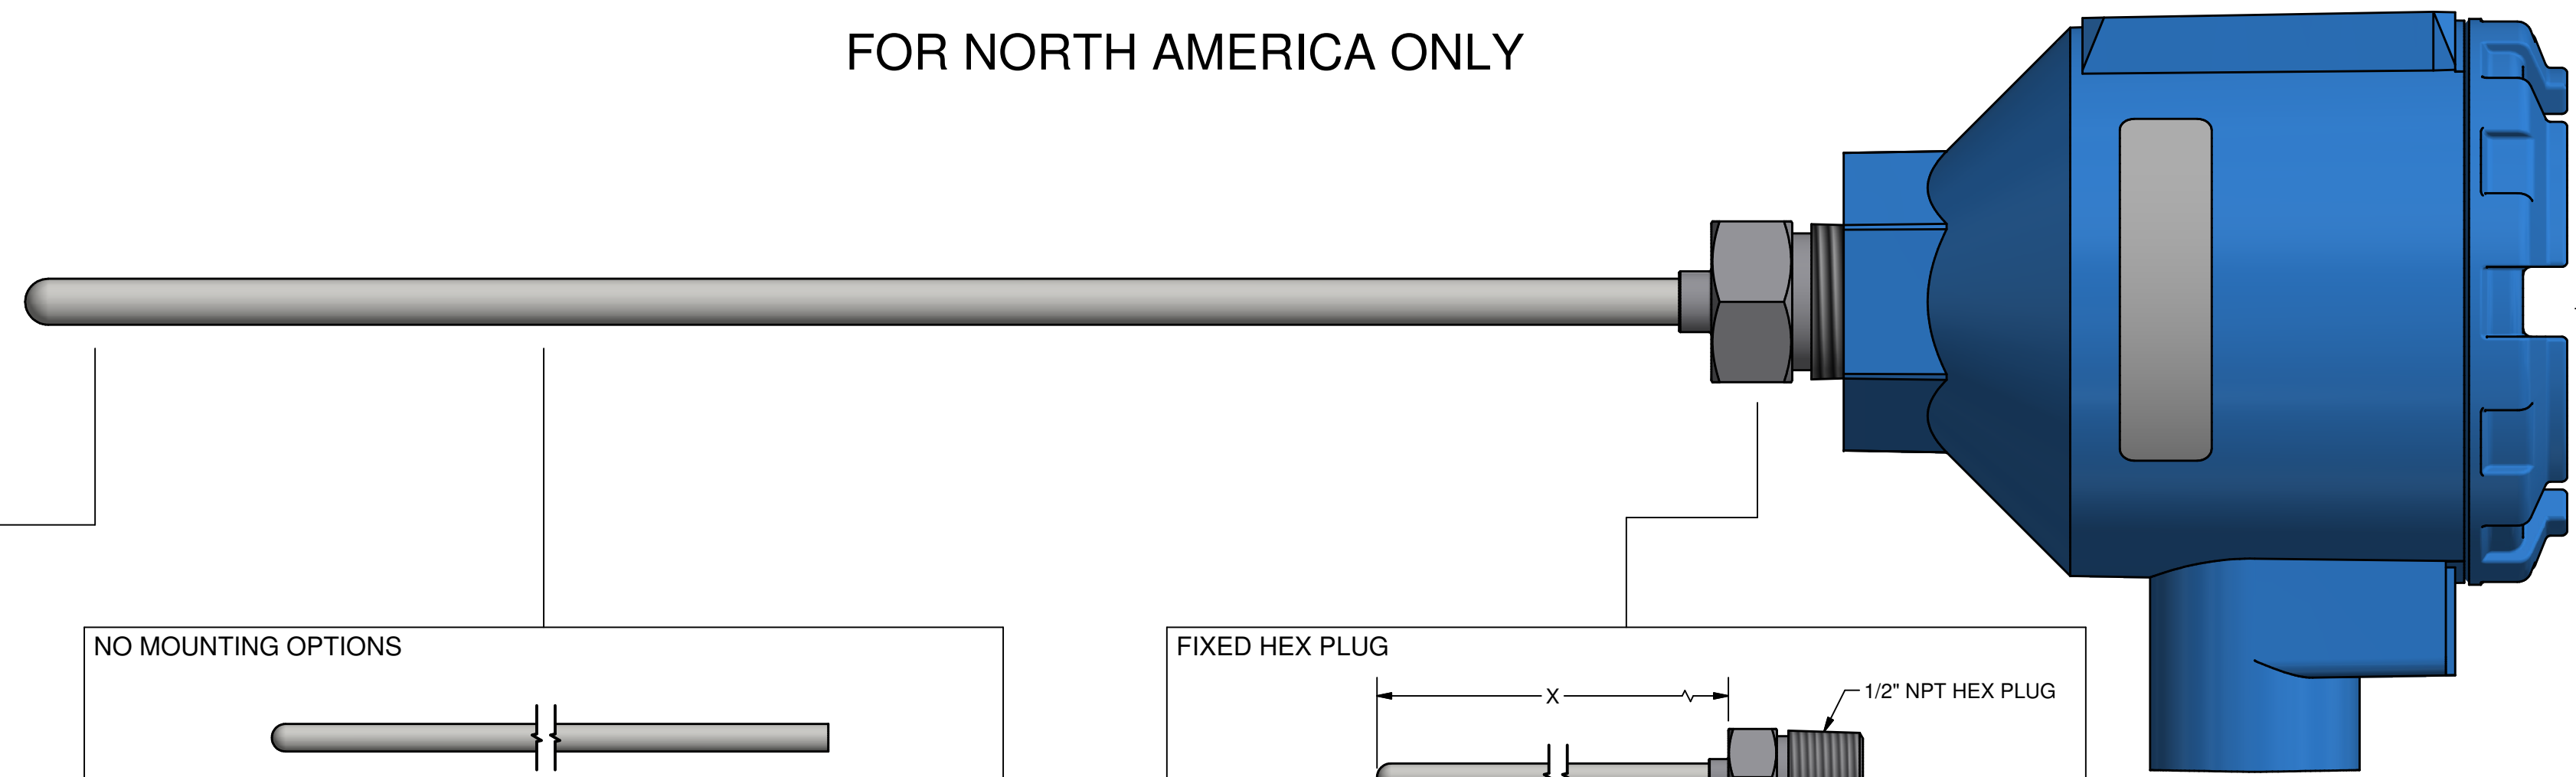 FOR NORTH AMERICA ONLY
NO MOUNTING OPTIONS
FIXED HEX PLUG
X
1/2" NPT HEX PLUG